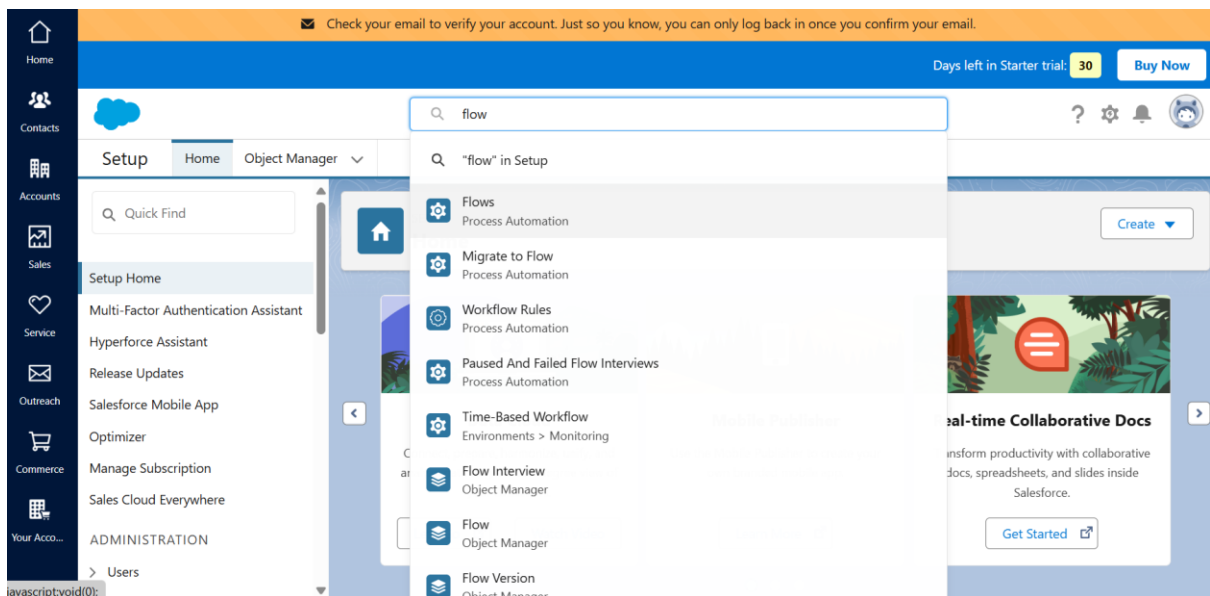 Check your email to verify your account. Just so you know, you can only log back in once you confirm your email.
Days left in Starter trial: 30
Buy Now
flow
Home
Contacts
Accounts
Sales
Service
Outreach
Commerce
Your Acco...
Setup
Home
Object Manager
Quick Find
Setup Home
Multi-Factor Authentication Assistant
Hyperforce Assistant
Release Updates
Salesforce Mobile App
Optimizer
Manage Subscription
Sales Cloud Everywhere
ADMINISTRATION
Users
javascript:void(0);
"flow" in Setup
Flows
Process Automation
Migrate to Flow
Process Automation
Workflow Rules
Process Automation
Paused And Failed Flow Interviews
Process Automation
Time-Based Workflow
Environments > Monitoring
Flow Interview
Object Manager
Flow
Object Manager
Flow Version
Object Manager
Create
eal-time Collaborative Docs
nsform productivity with collaborative
docs, spreadsheets, and slides inside
Salesforce.
Get Started